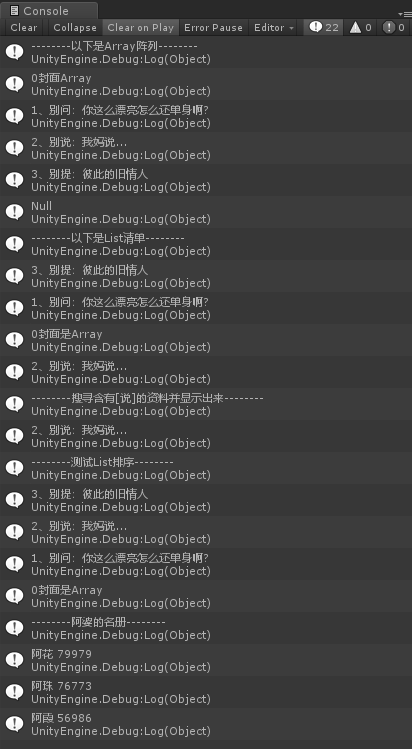 Console
Clear Collapse Clear on Play Error Pause Editor 22 0 0
--------以下是Array阵列--------
UnityEngine.Debug:Log(Object)
0封面Array
UnityEngine.Debug:Log(Object)
1、别问: 你这么漂亮怎么还单身啊?
UnityEngine.Debug:Log(Object)
2、别说: 我妈说...
UnityEngine.Debug:Log(Object)
3、别提: 彼此的旧情人
UnityEngine.Debug:Log(Object)
Null
UnityEngine.Debug:Log(Object)
--------以下是List清单--------
UnityEngine.Debug:Log(Object)
3、别提: 彼此的旧情人
UnityEngine.Debug:Log(Object)
1、别问: 你这么漂亮怎么还单身啊?
UnityEngine.Debug:Log(Object)
0封面是Array
UnityEngine.Debug:Log(Object)
2、别说: 我妈说...
UnityEngine.Debug:Log(Object)
--------搜寻含有[说]的资料并显示出来--------
UnityEngine.Debug:Log(Object)
2、别说: 我妈说...
UnityEngine.Debug:Log(Object)
--------测试List排序--------
UnityEngine.Debug:Log(Object)
3、别提: 彼此的旧情人
UnityEngine.Debug:Log(Object)
2、别说: 我妈说...
UnityEngine.Debug:Log(Object)
1、别问: 你这么漂亮怎么还单身啊?
UnityEngine.Debug:Log(Object)
0封面是Array
UnityEngine.Debug:Log(Object)
--------阿婆的名册--------
UnityEngine.Debug:Log(Object)
阿花 79979
UnityEngine.Debug:Log(Object)
阿珠 76773
UnityEngine.Debug:Log(Object)
阿霞 56986
UnityEngine.Debug:Log(Object)